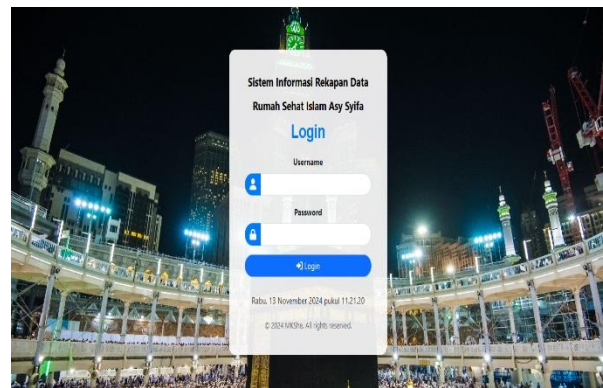 Sistem Informasi Rekapan Data
Rumah Sehat Islam Asy Syifa
Login
Username
Password
Login
Rabu, 13 November 2024 pukul 11.21.20
© 2024 MKShe. All rights reserved.